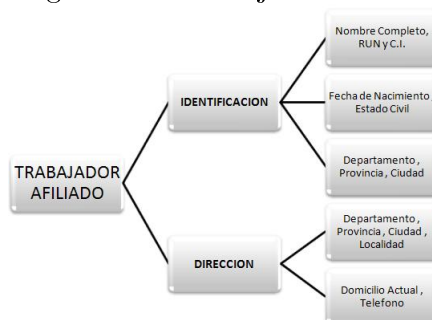 Nombre Completo,
RUN y C.I.
IDENTIFICACION
Fecha de Nacimiento,
Estado Civil
Departamento,
Provincia, Ciudad
TRABAJADOR
AFILIADO
DIRECCION
Departamento,
Provincia, Ciudad,
Localidad
Domicilio Actual,
Telefono